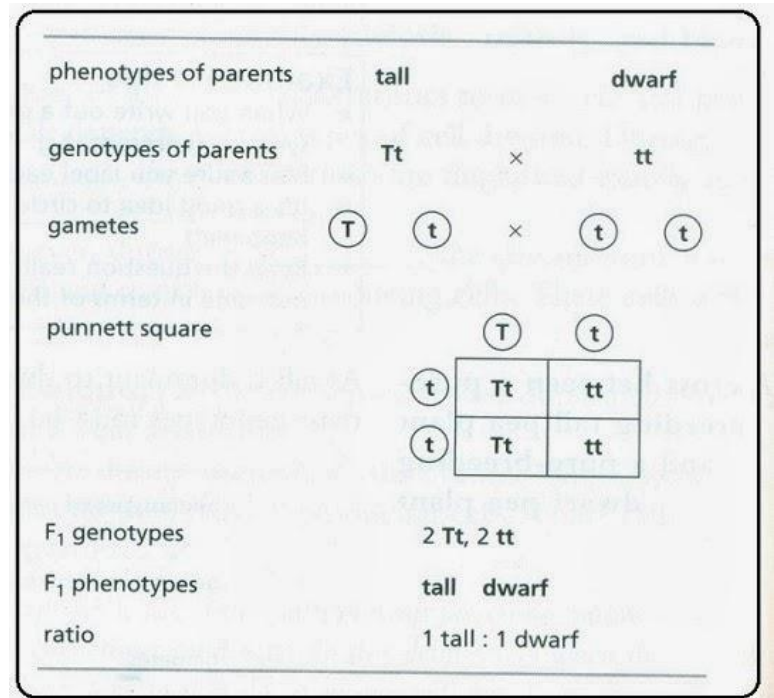 phenotypes of parents tall dwarf
genotypes of parents Tt × tt
gametes T t × t t
punnett square T t
t Tt tt
t Tt tt
F₁ genotypes 2 Tt, 2 tt
F₁ phenotypes tall dwarf
ratio 1 tall : 1 dwarf